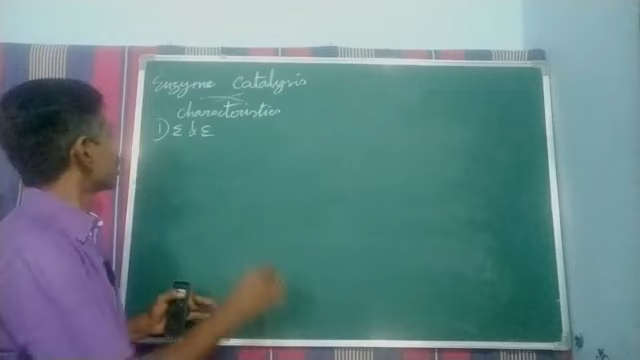 Enzyme Catalysis
Characteristics
1) E & E